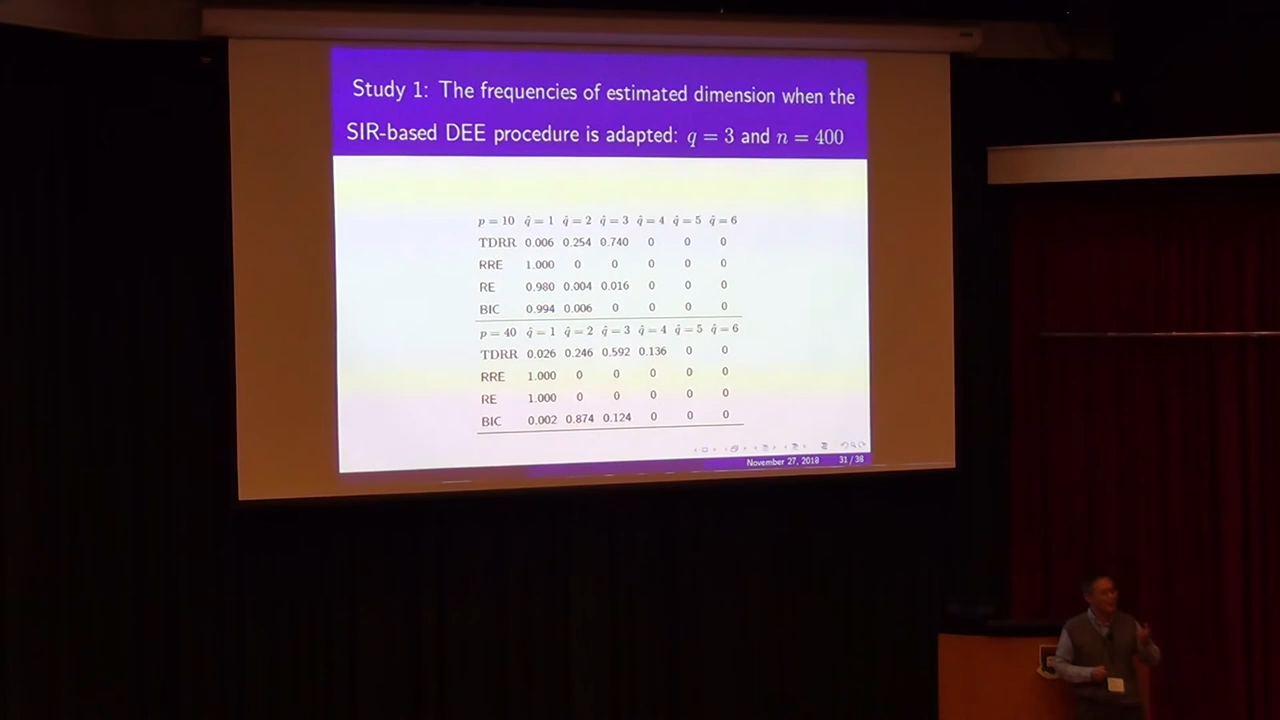 Study 1: The frequencies of estimated dimension when the
SIR-based DEE procedure is adapted: q = 3 and n = 400
p = 10 q̂ = 1 q̂ = 2 q̂ = 3 q̂ = 4 q̂ = 5 q̂ = 6
TDRR 0.006 0.254 0.740 0 0 0
RRE 1.000 0 0 0 0 0
RE 0.980 0.004 0.016 0 0 0
BIC 0.994 0.006 0 0 0 0
p = 40 q̂ = 1 q̂ = 2 q̂ = 3 q̂ = 4 q̂ = 5 q̂ = 6
TDRR 0.026 0.246 0.592 0.136 0 0
RRE 1.000 0 0 0 0 0
RE 1.000 0 0 0 0 0
BIC 0.002 0.874 0.124 0 0 0
November 27, 2018 31 / 38